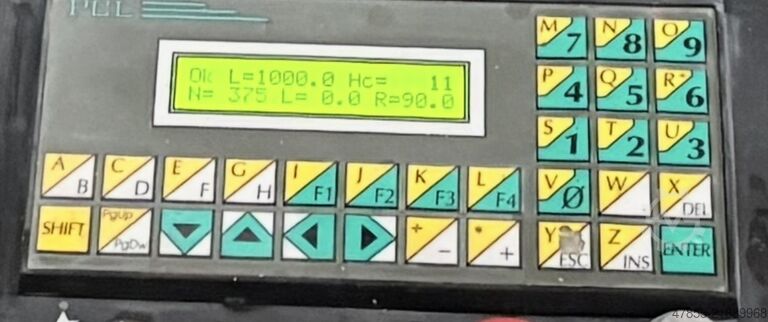 PCL
Ok L=1000.0 Hc= 11
N= 375 L= 0.0 R=90.0
M 7 N 8 O 9
P 4 Q 5 R* 6
S 1 T 2 U 3
A B C D E F G H I F1 J F2 K F3 L F4 V 0 W X DEL
SHIFT PgUp PgDw + - * + Y ESC Z INS ENTER